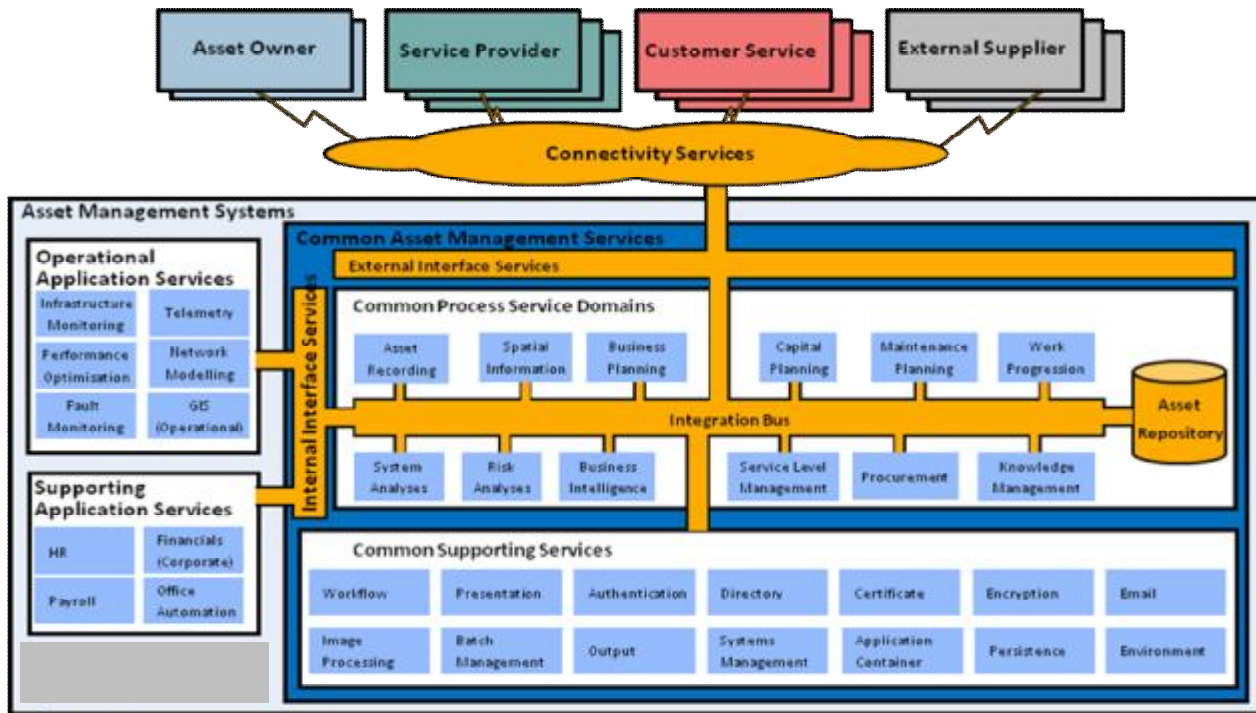 Asset Owner
Service Provider
Customer Service
External Supplier
Connectivity Services
Asset Management Systems
Operational
Application Services
Infrastructure
Monitoring
Telemetry
Performance
Optimisation
Network
Modelling
Fault
Monitoring
GIS
(Operational)
Supporting
Application Services
HR
Financials
(Corporate)
Payroll
Office
Automation
Internal Interface Services
Common Asset Management Services
External Interface Services
Common Process Service Domains
Asset
Recording
Spatial
Information
Business
Planning
Capital
Planning
Maintenance
Planning
Work
Progression
Integration Bus
Asset
Repository
System
Analyses
Risk
Analyses
Business
Intelligence
Service Level
Management
Procurement
Knowledge
Management
Common Supporting Services
Workflow
Presentation
Authentication
Directory
Certificate
Encryption
Email
Image
Processing
Batch
Management
Output
Systems
Management
Application
Container
Persistence
Environment